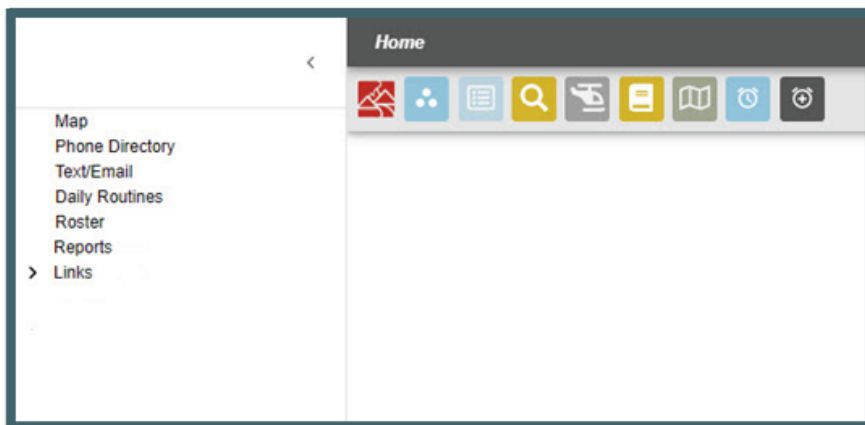 Home
Map
Phone Directory
Text/Email
Daily Routines
Roster
Reports
Links